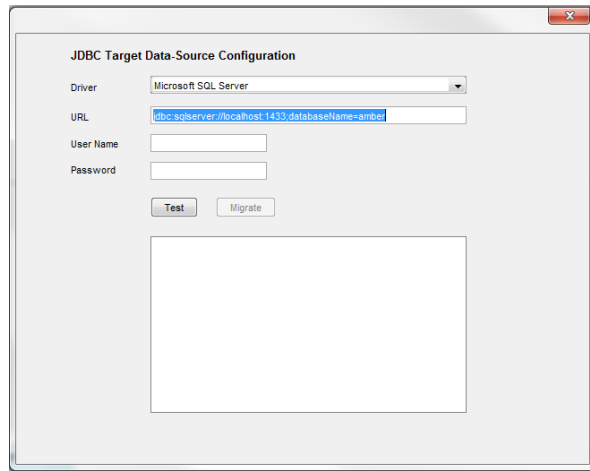 JDBC Target Data-Source Configuration
Driver Microsoft SQL Server
URL jdbc:sqlserver://localhost:1433;databaseName=amber
User Name
Password
Test Migrate